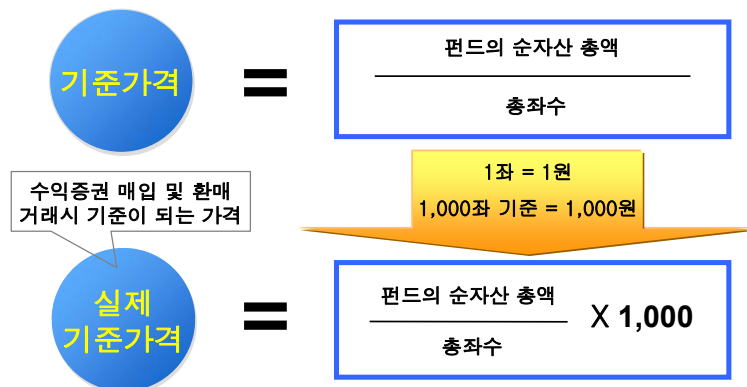 기준가격
=
펀드의 순자산 총액
총좌수
1좌 = 1원
1,000좌 기준 = 1,000원
수익증권 매입 및 환매
거래시 기준이 되는 가격
실제
기준가격
=
펀드의 순자산 총액
총좌수
X 1,000